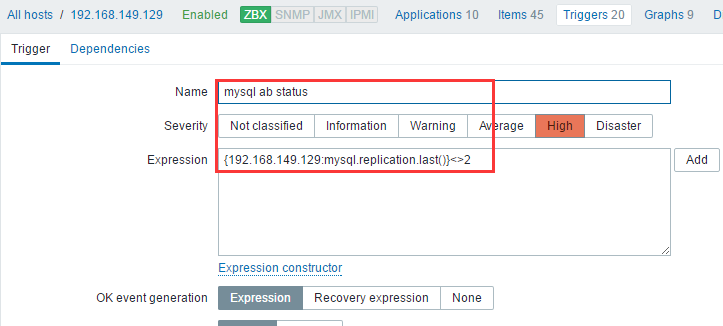 All hosts / 192.168.149.129 Enabled ZBX SNMP JMX IPMI Applications 10 Items 45 Triggers 20 Graphs 9
Trigger Dependencies
Name mysql ab status
Severity Not classified Information Warning Average High Disaster
Expression {192.168.149.129:mysql.replication.last()}<>2 Add
Expression constructor
OK event generation Expression Recovery expression None